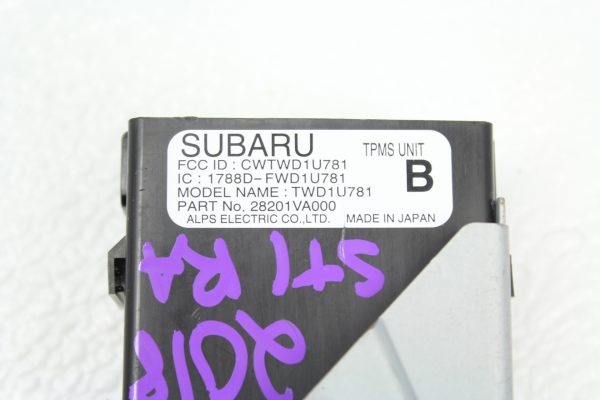 SUBARU TPMS UNIT
FCC ID : CWTWD1U781
IC : 1788D-FWD1U781
MODEL NAME : TWD1U781 B
PART No. 28201VA000
ALPS ELECTRIC CO.,LTD. MADE IN JAPAN
STI RA
2018